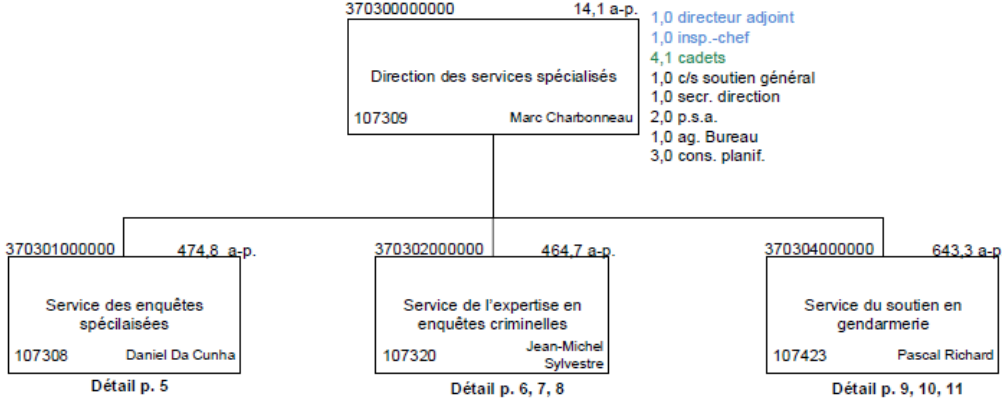 370300000000 14,1 a-p.
Direction des services spécialisés
107309 Marc Charbonneau
1,0 directeur adjoint
1,0 insp.-chef
4,1 cadets
1,0 c/s soutien général
1,0 secr. direction
2,0 p.s.a.
1,0 ag. Bureau
3,0 cons. planif.
370301000000 474,8 a-p.
Service des enquêtes
spécilaisées
107308 Daniel Da Cunha
Détail p. 5
370302000000 464,7 a-p.
Service de l'expertise en
enquêtes criminelles
107320 Jean-Michel
Sylvestre
Détail p. 6, 7, 8
370304000000 643,3 a-p
Service du soutien en
gendarmerie
107423 Pascal Richard
Détail p. 9, 10, 11